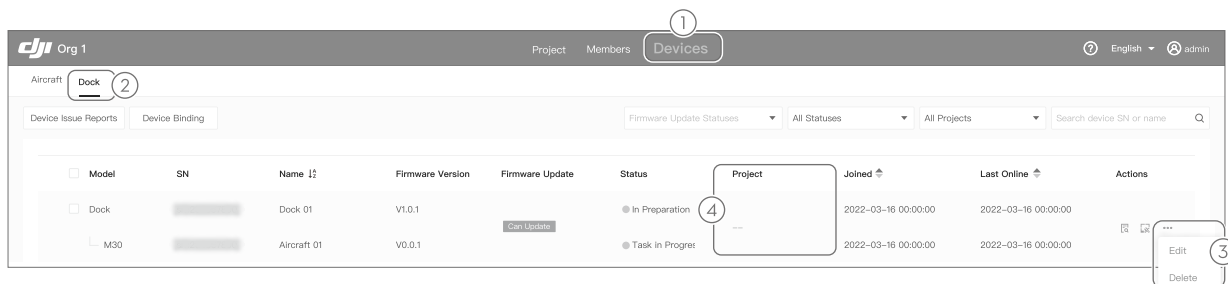 1
dji Org 1 Project Members Devices ? English admin
Aircraft Dock 2
Device Issue Reports Device Binding Firmware Update Statuses All Statuses All Projects Search device SN or name
Model SN Name Firmware Version Firmware Update Status Project Joined Last Online Actions
Dock Dock 01 V1.0.1 In Preparation 4 2022-03-16 00:00:00 2022-03-16 00:00:00
Can Update --- ...
M30 Aircraft 01 V0.0.1 Task in Progres 2022-03-16 00:00:00 2022-03-16 00:00:00
Edit 3
Delete